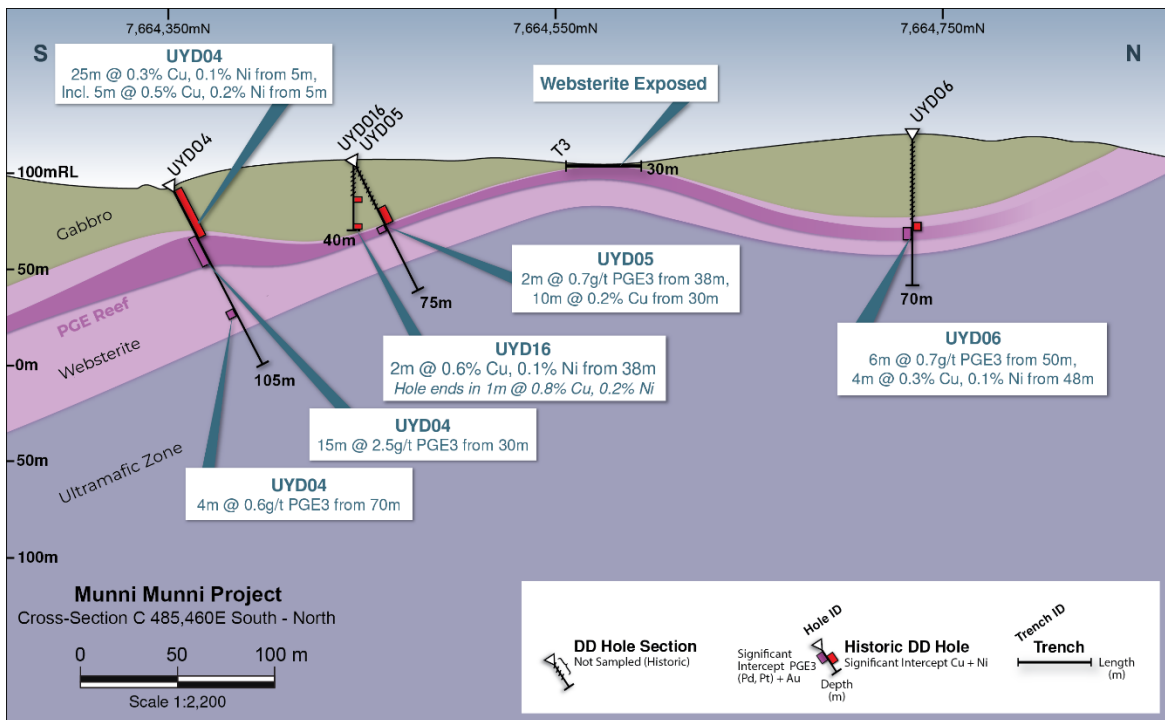 7,664,350mN
7,664,550mN
7,664,750mN
S
N
UYD04
25m @ 0.3% Cu, 0.1% Ni from 5m,
Incl. 5m @ 0.5% Cu, 0.2% Ni from 5m
Websterite Exposed
UYD04
UYD016
UYD05
T3
30m
UYD06
100mRL
Gabbro
40m
50m
75m
70m
UYD05
2m @ 0.7g/t PGE3 from 38m,
10m @ 0.2% Cu from 30m
PGE Reef
Websterite
0m
105m
UYD16
2m @ 0.6% Cu, 0.1% Ni from 38m
Hole ends in 1m @ 0.8% Cu, 0.2% Ni
UYD06
6m @ 0.7g/t PGE3 from 50m,
4m @ 0.3% Cu, 0.1% Ni from 48m
UYD04
15m @ 2.5g/t PGE3 from 30m
50m
Ultramafic Zone
UYD04
4m @ 0.6g/t PGE3 from 70m
100m
Munni Munni Project
Cross-Section C 485,460E South - North
0 50 100 m
Scale 1:2,200
DD Hole Section
Not Sampled (Historic)
Hole ID
Significant
Intercept PGE3
(Pd, Pt) + Au
Historic DD Hole
Significant Intercept Cu + Ni
Depth
(m)
Trench ID
Trench
Length
(m)